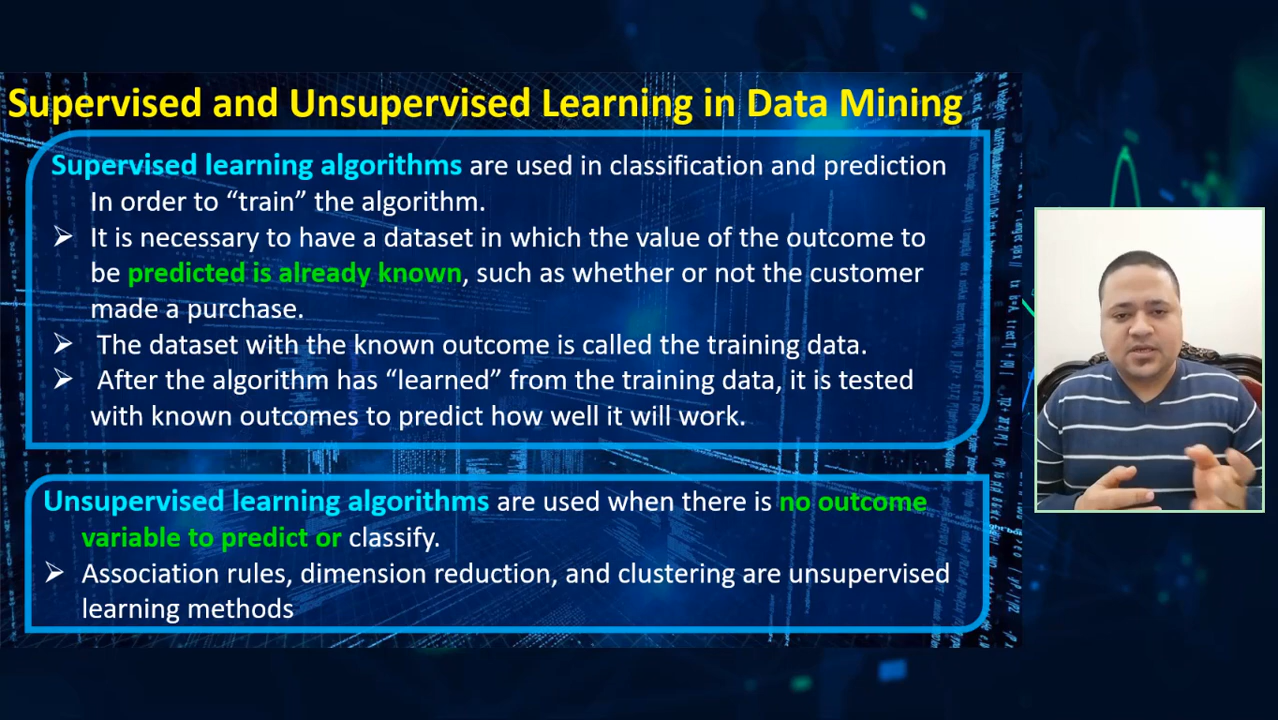 Supervised and Unsupervised Learning in Data Mining
Supervised learning algorithms are used in classification and prediction
In order to “train” the algorithm.
➢ It is necessary to have a dataset in which the value of the outcome to
be predicted is already known, such as whether or not the customer
made a purchase.
➢ The dataset with the known outcome is called the training data.
➢ After the algorithm has “learned” from the training data, it is tested
with known outcomes to predict how well it will work.
Unsupervised learning algorithms are used when there is no outcome
variable to predict or classify.
➢ Association rules, dimension reduction, and clustering are unsupervised
learning methods